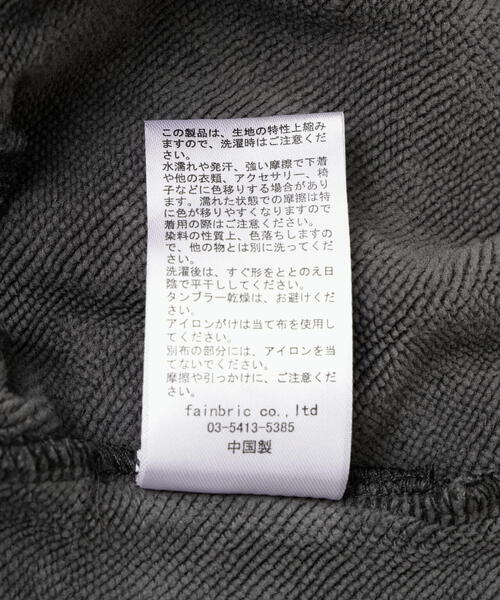 この製品は、生地の特性上縮み
ますので、洗濯時はご注意くだ
さい。
水濡れや発汗、強い摩擦で下着
や他の衣類、アクセサリー、椅
子などに色移りする場合があり
ます。濡れた状態での摩擦は特
に色が移りやすくなりますので
着用の際はご注意ください。
染料の性質上、色落ちしますの
で、他の物とは別に洗ってくだ
さい。
洗濯後は、すぐ形をととのえ日
陰で平干ししてください。
タンブラー乾燥は、お避けくだ
さい。
アイロンがけは当て布を使用し
てください。
別布の部分には、アイロンを当
てないでください。
摩擦や引っかけに、ご注意くだ
さい。
fainbric co.,ltd
03-5413-5385
中国製